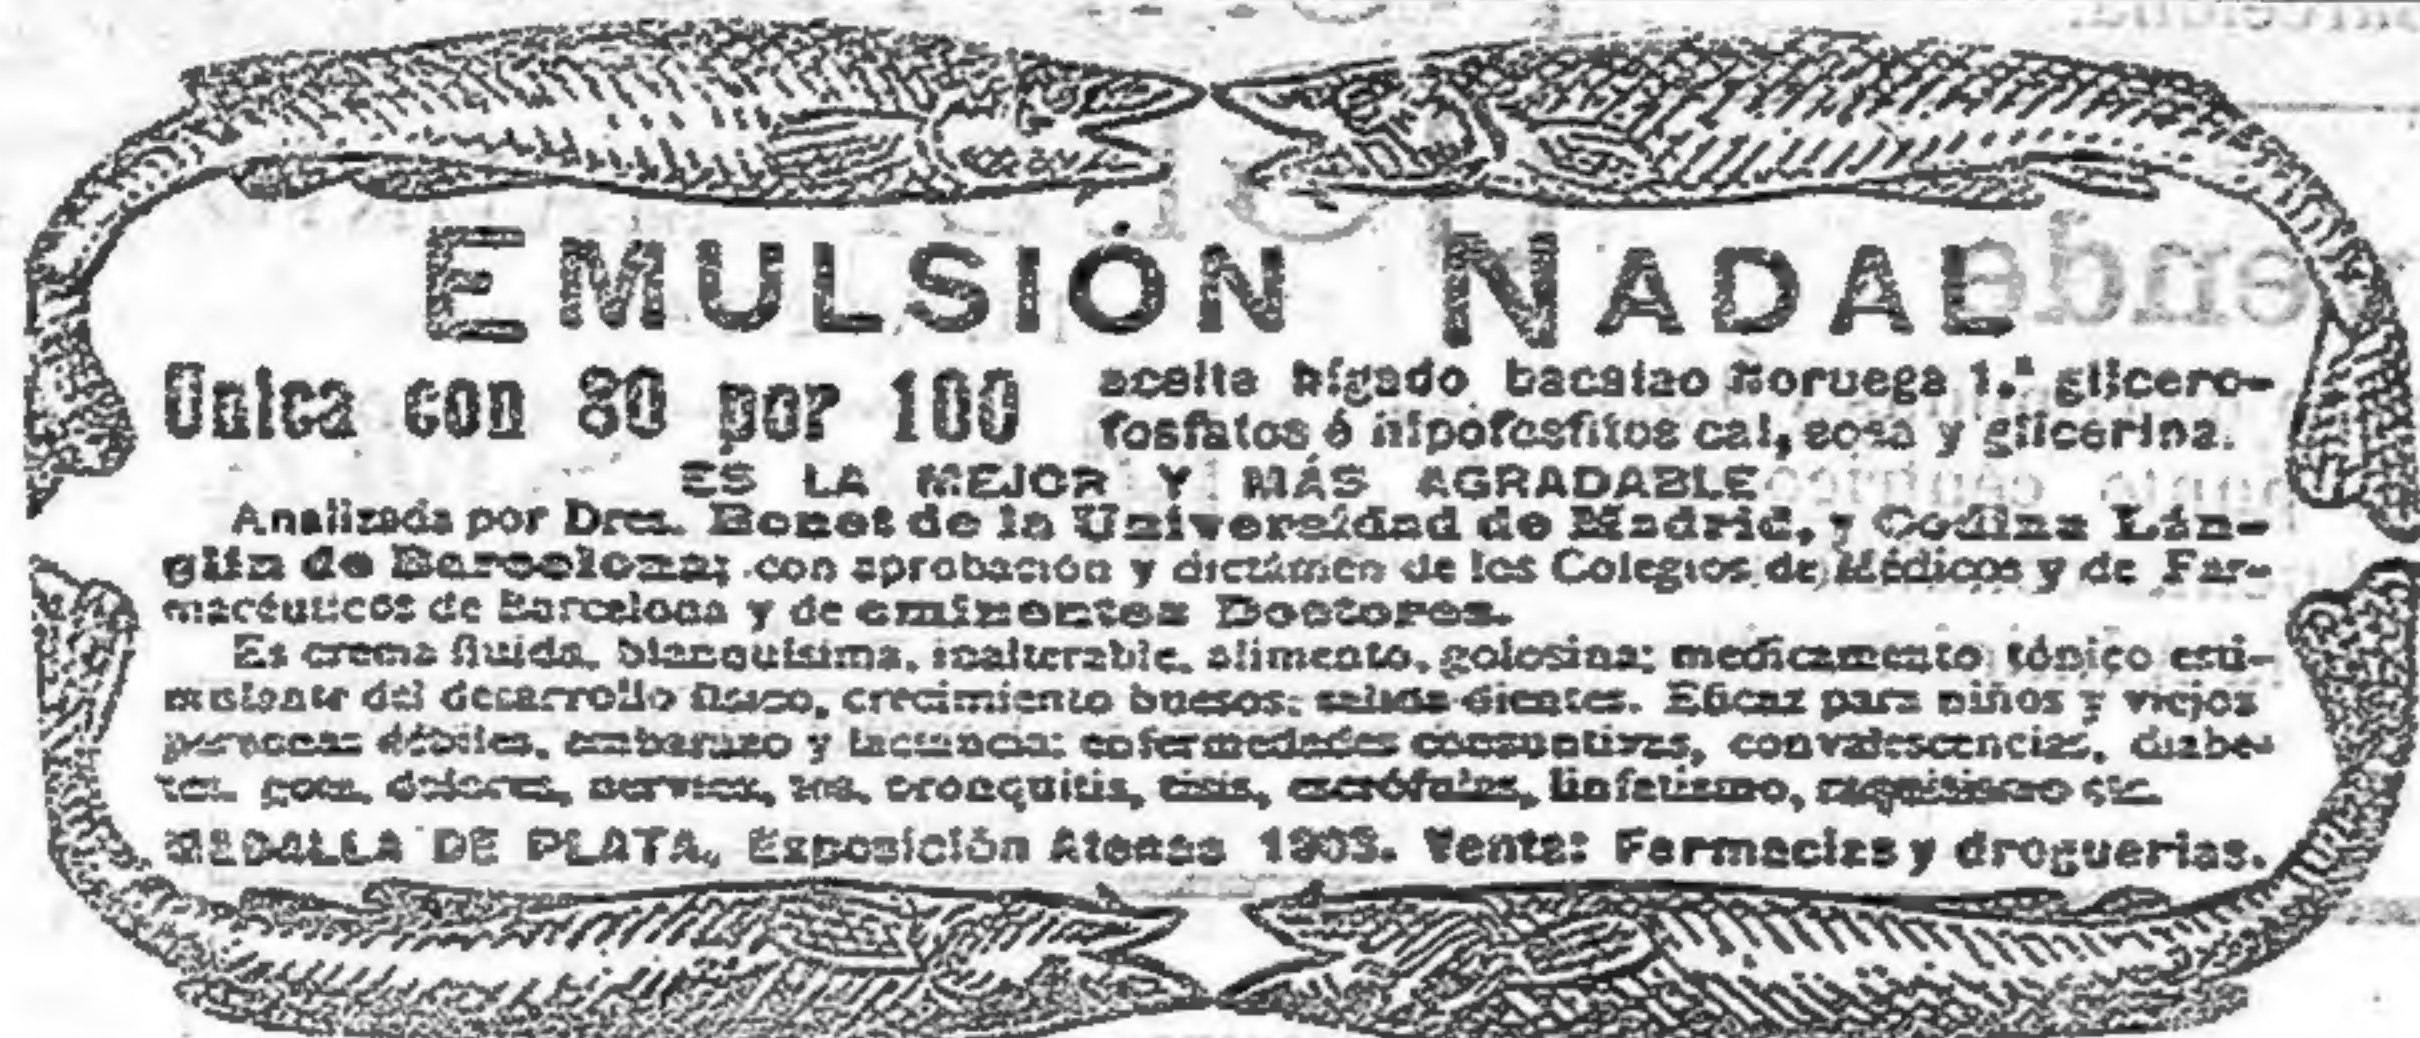 EMULSIÓN NADAL
Única con 80 por 100 aceite hígado bacalao Noruega 1.ª glicero-
fosfatos é hipofosfitos cal, sosa y glicerina.
ES LA MEJOR Y MÁS AGRADABLE
Analizada por Dres. Bonet de la Universidad de Madrid, y Codina Län-
glin de Barcelona; con aprobación y dictámen de los Colegios de Médicos y de Far-
macéuticos de Barcelona y de eminentes Doctores.
Es crema fluida, blanquísima, inalterable, alimento, golosina; medicamento tónico esti-
mulante del desarrollo físico, crecimiento huesos; salida dientes. Eficaz para niños y viejos
personas débiles, embarazo y lactancia: enfermedades consuntivas, convalescencias, diabe-
tes, gota, dolores, nervios, tos, bronquitis, tisis, escrófulas, linfatismo, raquitismo etc.
MEDALLA DE PLATA, Exposición Atenas 1903. Venta: Farmacias y droguerías.